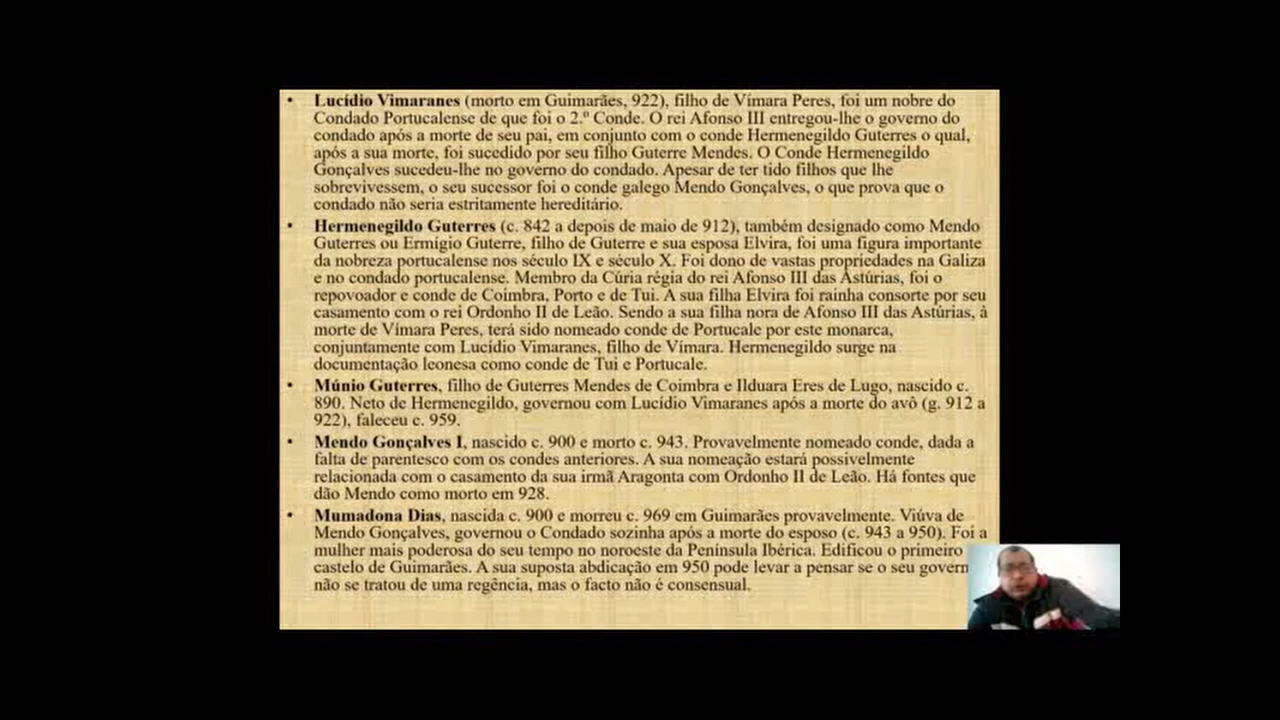 • Lucídio Vimaranes (morto em Guimarães, 922), filho de Vímara Peres, foi um nobre do
Condado Portucalense de que foi o 2.º Conde. O rei Afonso III entregou-lhe o governo do
condado após a morte de seu pai, em conjunto com o conde Hermenegildo Guterres o qual,
após a sua morte, foi sucedido por seu filho Guterre Mendes. O Conde Hermenegildo
Gonçalves sucedeu-lhe no governo do condado. Apesar de ter tido filhos que lhe
sobrevivessem, o seu sucessor foi o conde galego Mendo Gonçalves, o que prova que o
condado não seria estritamente hereditário.
• Hermenegildo Guterres (c. 842 a depois de maio de 912), também designado como Mendo
Guterres ou Ermígio Guterre, filho de Guterre e sua esposa Elvira, foi uma figura importante
da nobreza portucalense nos século IX e século X. Foi dono de vastas propriedades na Galiza
e no condado portucalense. Membro da Cúria régia do rei Afonso III das Astúrias, foi o
repovoador e conde de Coimbra, Porto e de Tui. A sua filha Elvira foi rainha consorte por seu
casamento com o rei Ordonho II de Leão. Sendo a sua filha nora de Afonso III das Astúrias, à
morte de Vímara Peres, terá sido nomeado conde de Portucale por este monarca,
conjuntamente com Lucídio Vimaranes, filho de Vímara. Hermenegildo surge na
documentação leonesa como conde de Tui e Portucale.
• Múnio Guterres, filho de Guterres Mendes de Coimbra e Ilduara Eres de Lugo, nascido c.
890. Neto de Hermenegildo, governou com Lucídio Vimaranes após a morte do avô (g. 912 a
922), faleceu c. 959.
• Mendo Gonçalves I, nascido c. 900 e morto c. 943. Provavelmente nomeado conde, dada a
falta de parentesco com os condes anteriores. A sua nomeação estará possivelmente
relacionada com o casamento da sua irmã Aragonta com Ordonho II de Leão. Há fontes que
dão Mendo como morto em 928.
• Mumadona Dias, nascida c. 900 e morreu c. 969 em Guimarães provavelmente. Viúva de
Mendo Gonçalves, governou o Condado sozinha após a morte do esposo (c. 943 a 950). Foi a
mulher mais poderosa do seu tempo no noroeste da Península Ibérica. Edificou o primeiro
castelo de Guimarães. A sua suposta abdicação em 950 pode levar a pensar se o seu govern
não se tratou de uma regência, mas o facto não é consensual.